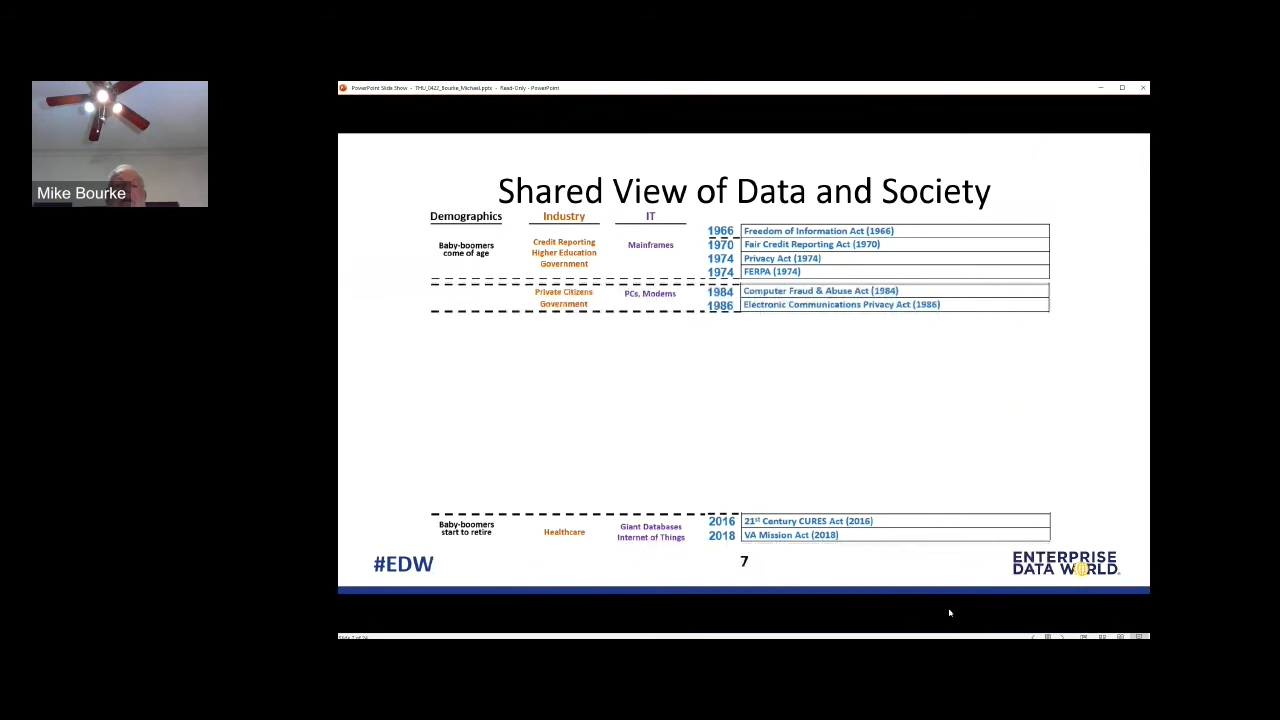 PowerPoint Slide Show - THU_0422_Bourke_Michael.pptx - Read-Only - PowerPoint
Mike Bourke
Shared View of Data and Society
Demographics Industry IT
Baby-boomers
come of age
Credit Reporting
Higher Education
Government
Mainframes
1966 Freedom of Information Act (1966)
1970 Fair Credit Reporting Act (1970)
1974 Privacy Act (1974)
1974 FERPA (1974)
Private Citizens
Government
PCs, Modems
1984 Computer Fraud & Abuse Act (1984)
1986 Electronic Communications Privacy Act (1986)
Baby-boomers
start to retire
Healthcare
Giant Databases
Internet of Things
2016 21st Century CURES Act (2016)
2018 VA Mission Act (2018)
#EDW
7
ENTERPRISE
DATA WORLD